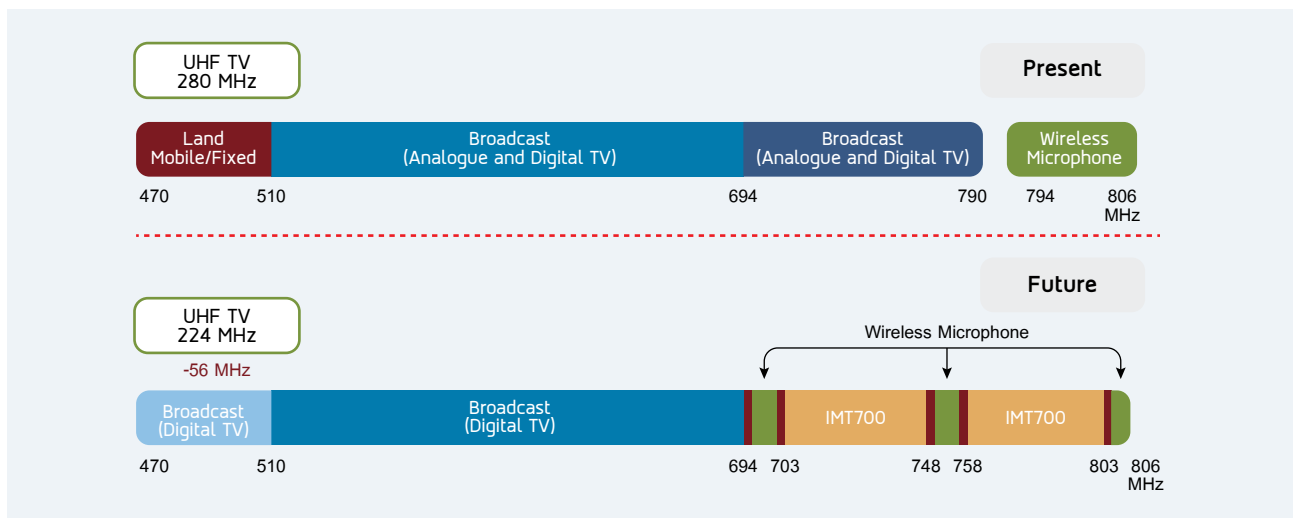 UHF TV
280 MHz
Present
Land
Mobile/Fixed
Broadcast
(Analogue and Digital TV)
Broadcast
(Analogue and Digital TV)
Wireless
Microphone
470
510
694
790
794
806
MHz
Future
UHF TV
224 MHz
-56 MHz
Wireless Microphone
Broadcast
(Digital TV)
Broadcast
(Digital TV)
IMT700
IMT700
470
510
694
703
748
758
803
806
MHz